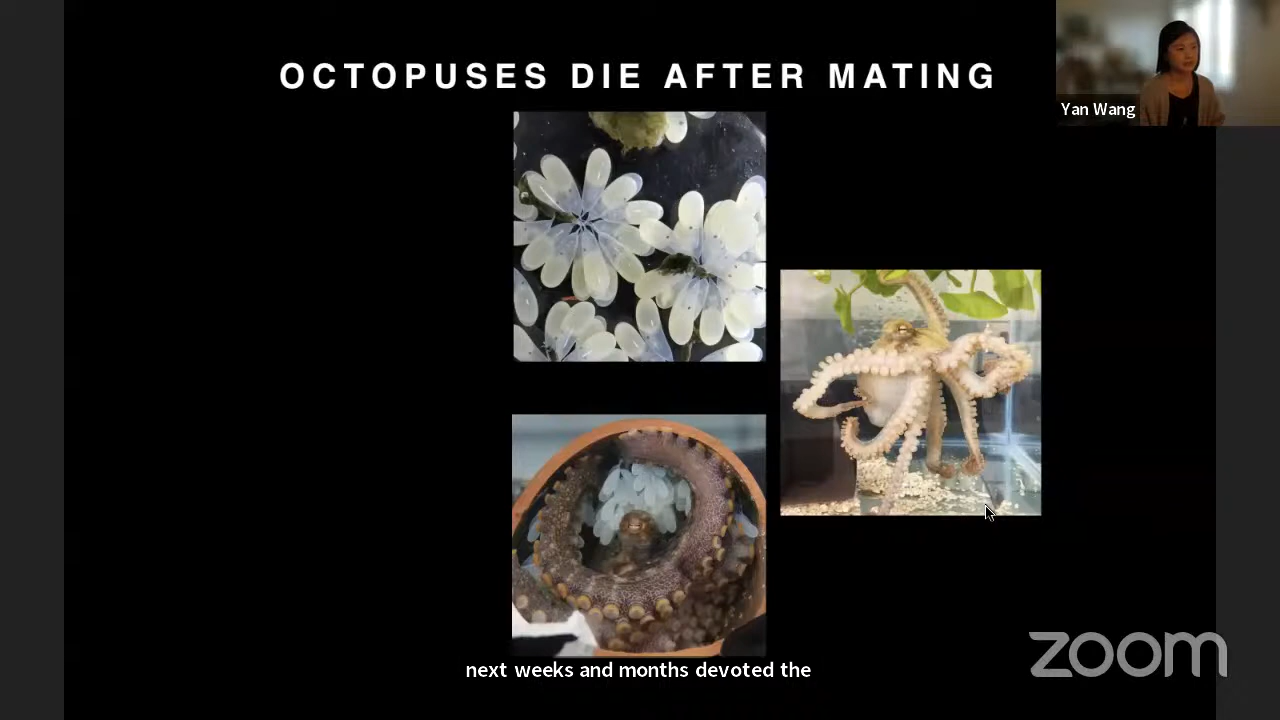 OCTOPUSES DIE AFTER MATING
Yan Wang
next weeks and months devoted the
zoom